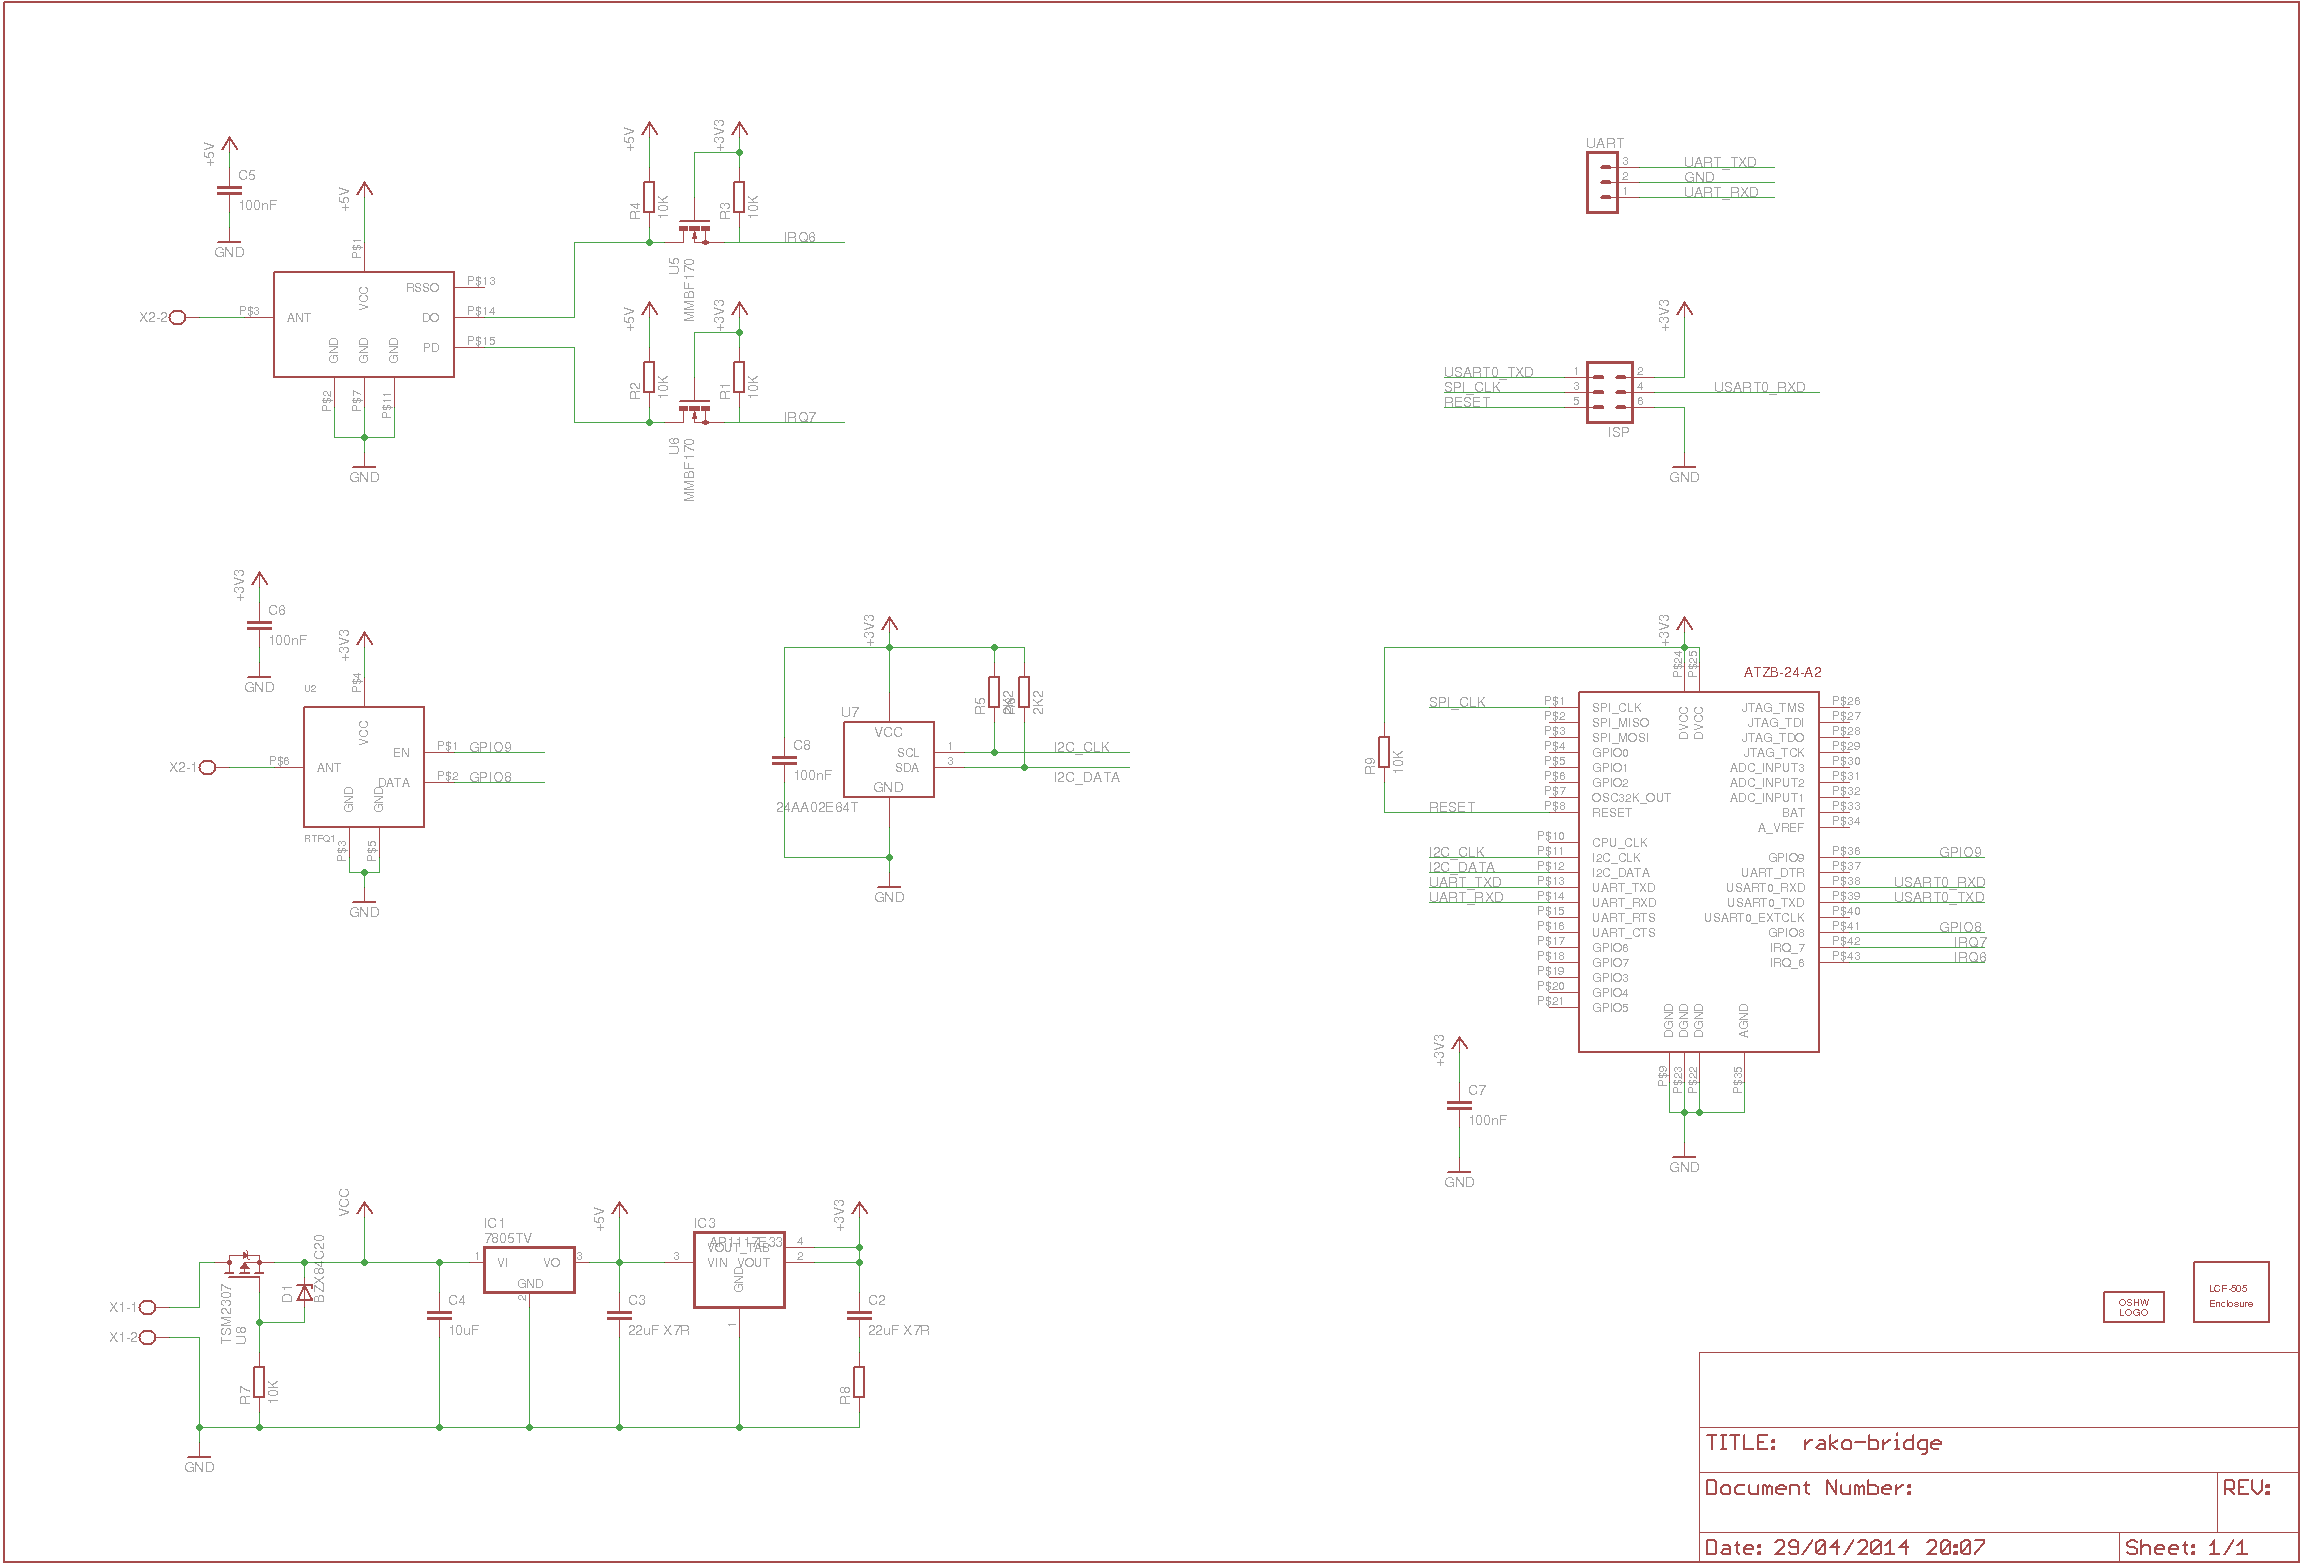 +5V
C5
100nF
GND
+5V
P$1
VCC
RSSO
P$13
X2-2
P$3
ANT
DO
P$14
PD
P$15
GND
GND
GND
P$2
P$7
P$11
GND
+5V
+3V3
R4
10K
R3
10K
IRQ6
U5
MMBF170
+5V
+3V3
R2
10K
R1
10K
IRQ7
U6
MMBF170
UART
3
UART_TXD
2
GND
1
UART_RXD
+3V3
USART0_TXD
1
2
SPI_CLK
3
4
USART0_RXD
RESET
5
6
ISP
GND
+3V3
C6
100nF
GND
+3V3
U2
P$4
VCC
EN
P$1
GPIO9
X2-1
P$6
ANT
DATA
P$2
GPIO8
GND
GND
RTFQ1
P$3
P$5
GND
+3V3
R5
2K2
2K2
U7
VCC
C8
100nF
SCL
1
I2C_CLK
SDA
3
I2C_DATA
GND
24AA02E64T
GND
+3V3
P$24
P$25
ATZB-24-A2
R9
10K
DVCC
DVCC
SPI_CLK
P$1
SPI_CLK
P$2
SPI_MISO
P$3
SPI_MOSI
P$4
GPIO0
P$5
GPIO1
P$6
GPIO2
P$7
OSC32K_OUT
RESET
P$8
RESET
P$10
CPU_CLK
I2C_CLK
P$11
I2C_CLK
I2C_DATA
P$12
I2C_DATA
UART_TXD
P$13
UART_TXD
UART_RXD
P$14
UART_RXD
P$15
UART_RTS
P$16
UART_CTS
P$17
GPIO6
P$18
GPIO7
P$19
GPIO3
P$20
GPIO4
P$21
GPIO5
JTAG_TMS
P$26
JTAG_TDI
P$27
JTAG_TDO
P$28
JTAG_TCK
P$29
ADC_INPUT3
P$30
ADC_INPUT2
P$31
ADC_INPUT1
P$32
BAT
P$33
A_VREF
P$34
GPIO9
P$36
GPIO9
UART_DTR
P$37
USART0_RXD
P$38
USART0_RXD
USART0_TXD
P$39
USART0_TXD
USART0_EXTCLK
P$40
GPIO8
P$41
GPIO8
IRQ_7
P$42
IRQ7
IRQ_6
P$43
IRQ6
DGND
DGND
DGND
AGND
P$9
P$23
P$22
P$35
GND
+3V3
C7
100nF
GND
X1-1
X1-2
TSM2307
U8
D1
BZX84C20
R7
10K
GND
VCC
C4
10uF
IC1
7805TV
1
VI
VO
3
GND
2
+5V
C3
22uF X7R
IC3
AP1117E33
VOUT_TAB
4
3
VIN
VOUT
2
GND
1
+3V3
C2
22uF X7R
R8
OSHW
LOGO
LCF-505
Enclosure
TITLE: rako-bridge
Document Number:
REV:
Date: 29/04/2014 20:07
Sheet: 1/1